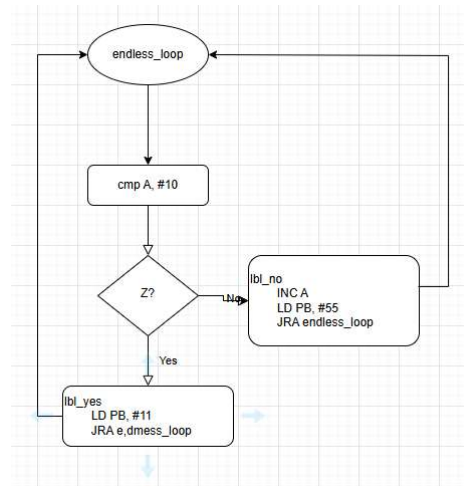 endless_loop
cmp A, #10
Z?
No
lbl_no
INC A
LD PB, #55
JRA endless_loop
Yes
lbl_yes
LD PB, #11
JRA e,dmess_loop